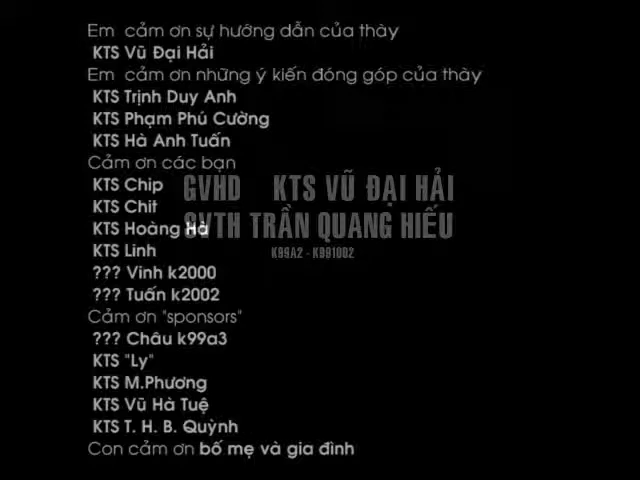 Em cảm ơn sự hướng dẫn của thày
KTS Vũ Đại Hải
Em cảm ơn những ý kiến đóng góp của thày
KTS Trịnh Duy Anh
KTS Phạm Phú Cường
KTS Hà Anh Tuấn
Cảm ơn các bạn
KTS Chip
KTS Chit
KTS Hoàng Hà
KTS Linh
??? Vinh k2000
??? Tuấn k2002
Cảm ơn "sponsors"
??? Châu k99a3
KTS "Ly"
KTS M.Phương
KTS Vũ Hà Tuệ
KTS T. H. B. Quỳnh
Con cảm ơn bố mẹ và gia đình
GVHD KTS VŨ ĐẠI HẢI
SVTH TRẦN QUANG HIẾU
K99A2 - K991002